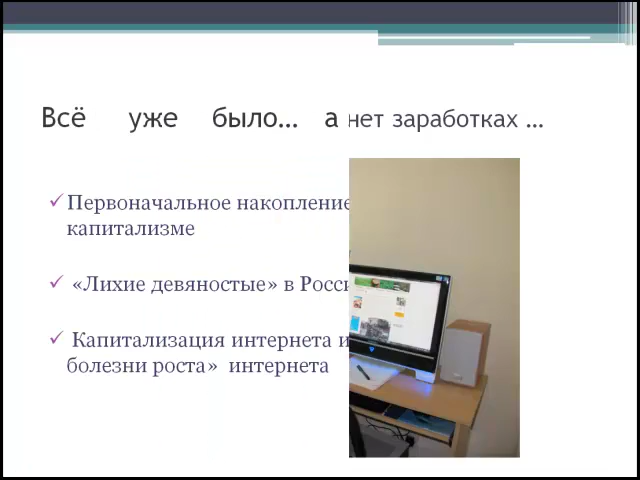 Всё уже было… а нет заработках …
Первоначальное накопление
капитализме
«Лихие девяностые» в Росси
Капитализация интернета и
болезни роста» интернета